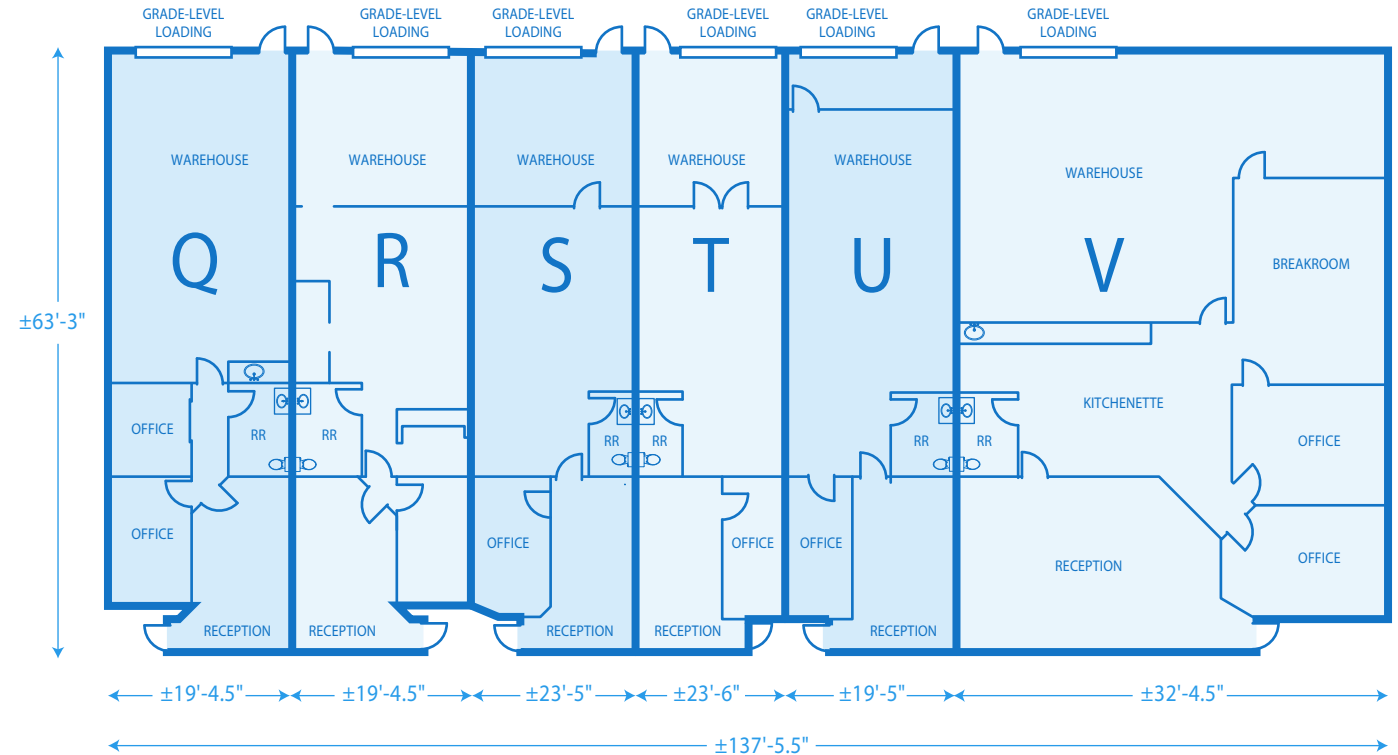 GRADE-LEVEL
LOADING
GRADE-LEVEL
LOADING
GRADE-LEVEL
LOADING
GRADE-LEVEL
LOADING
GRADE-LEVEL
LOADING
GRADE-LEVEL
LOADING
WAREHOUSE
WAREHOUSE
WAREHOUSE
WAREHOUSE
WAREHOUSE
WAREHOUSE
Q
R
S
T
U
V
BREAKROOM
±63'-3"
KITCHENETTE
OFFICE
RR
RR
RR
RR
RR
RR
OFFICE
OFFICE
OFFICE
OFFICE
OFFICE
OFFICE
RECEPTION
RECEPTION
RECEPTION
RECEPTION
RECEPTION
RECEPTION
±19'-4.5"
±19'-4.5"
±23'-5"
±23'-6"
±19'-5"
±32'-4.5"
±137'-5.5"